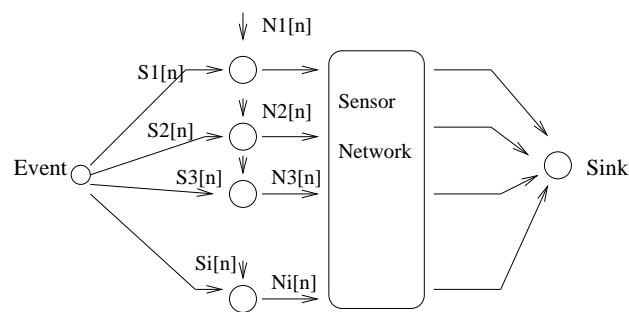 N1[n]
S1[n]
Sensor
S2[n]
N2[n]
Network
Event
S3[n]
N3[n]
Sink
Si[n]
Ni[n]